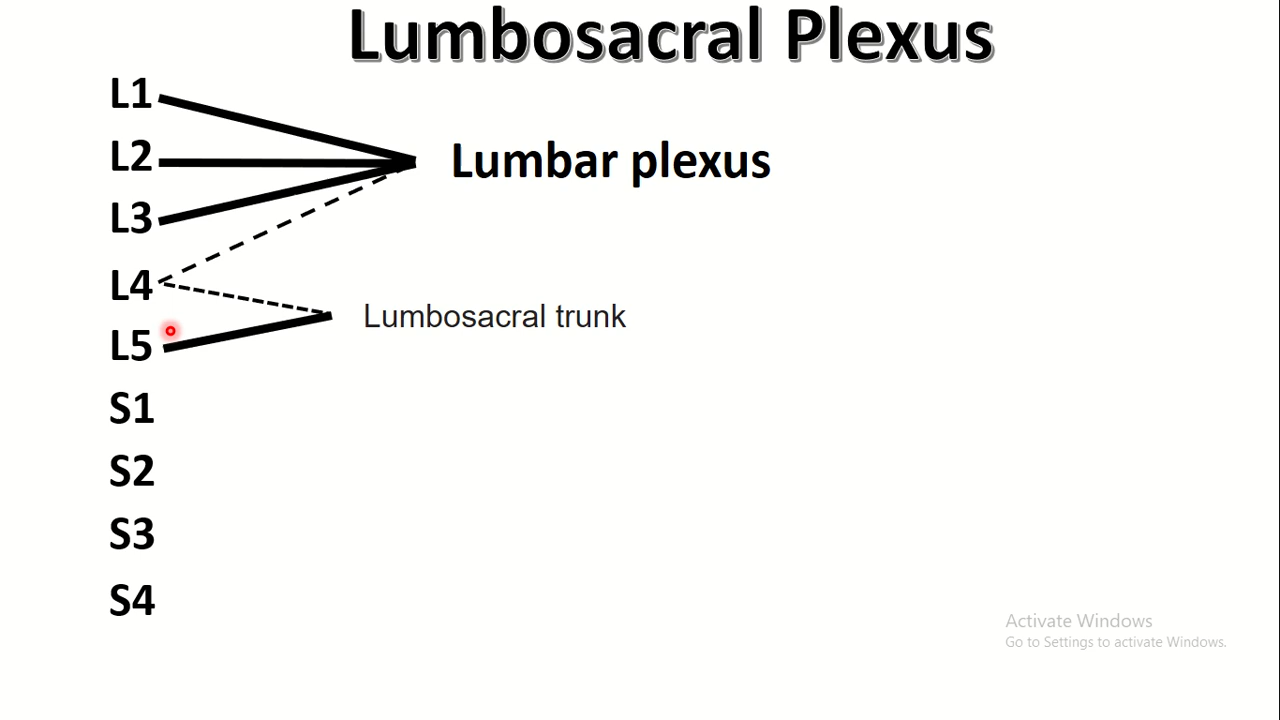 Lumbosacral Plexus
L1
L2
Lumbar plexus
L3
L4
Lumbosacral trunk
L5
S1
S2
S3
S4
Activate Windows
Go to Settings to activate Windows.